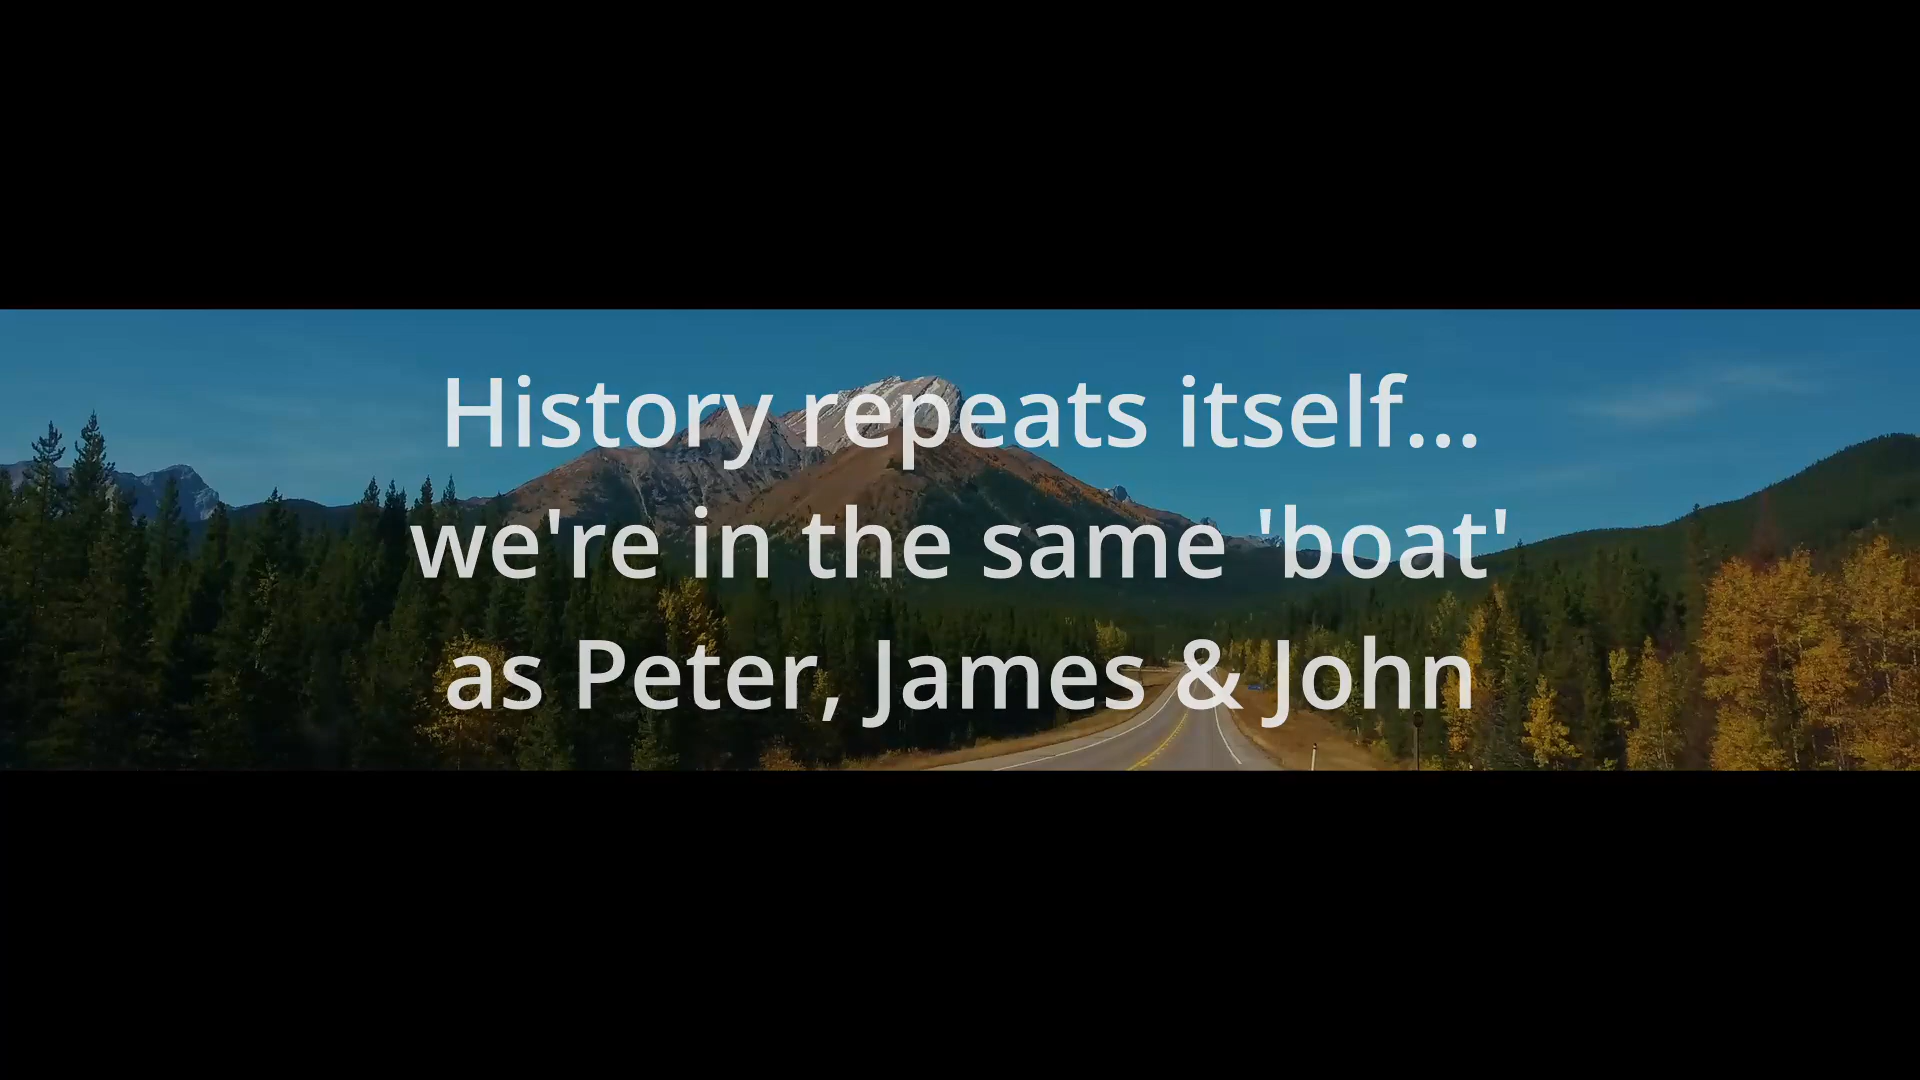 History repeats itself...
we're in the same 'boat'
as Peter, James & John